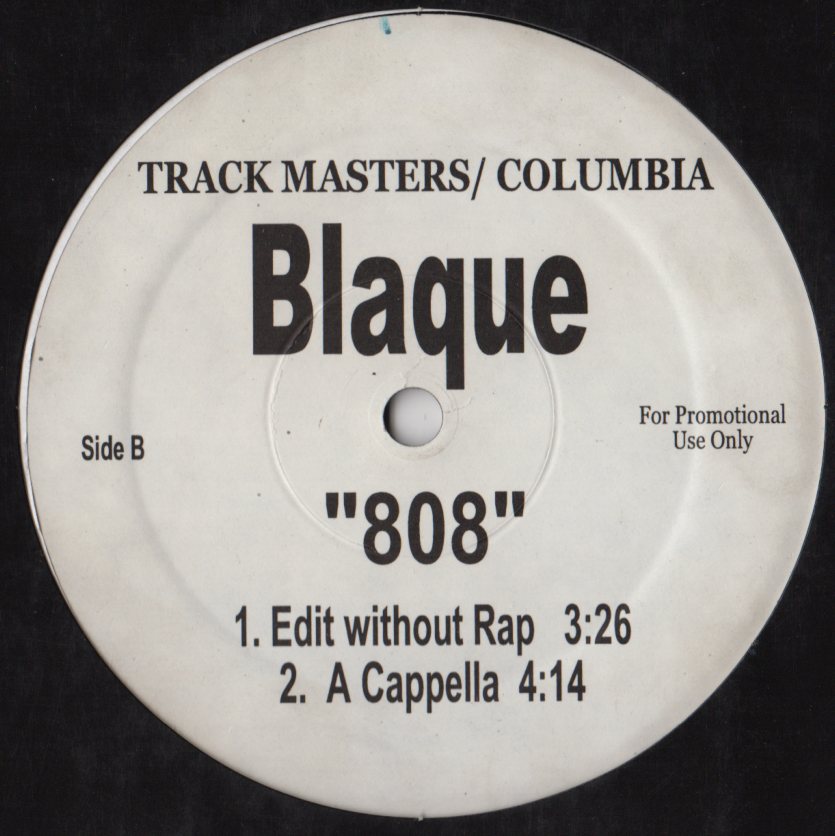 TRACK MASTERS/ COLUMBIA
Blaque
Side B
For Promotional
Use Only
"808"
1. Edit without Rap 3:26
2. A Cappella 4:14